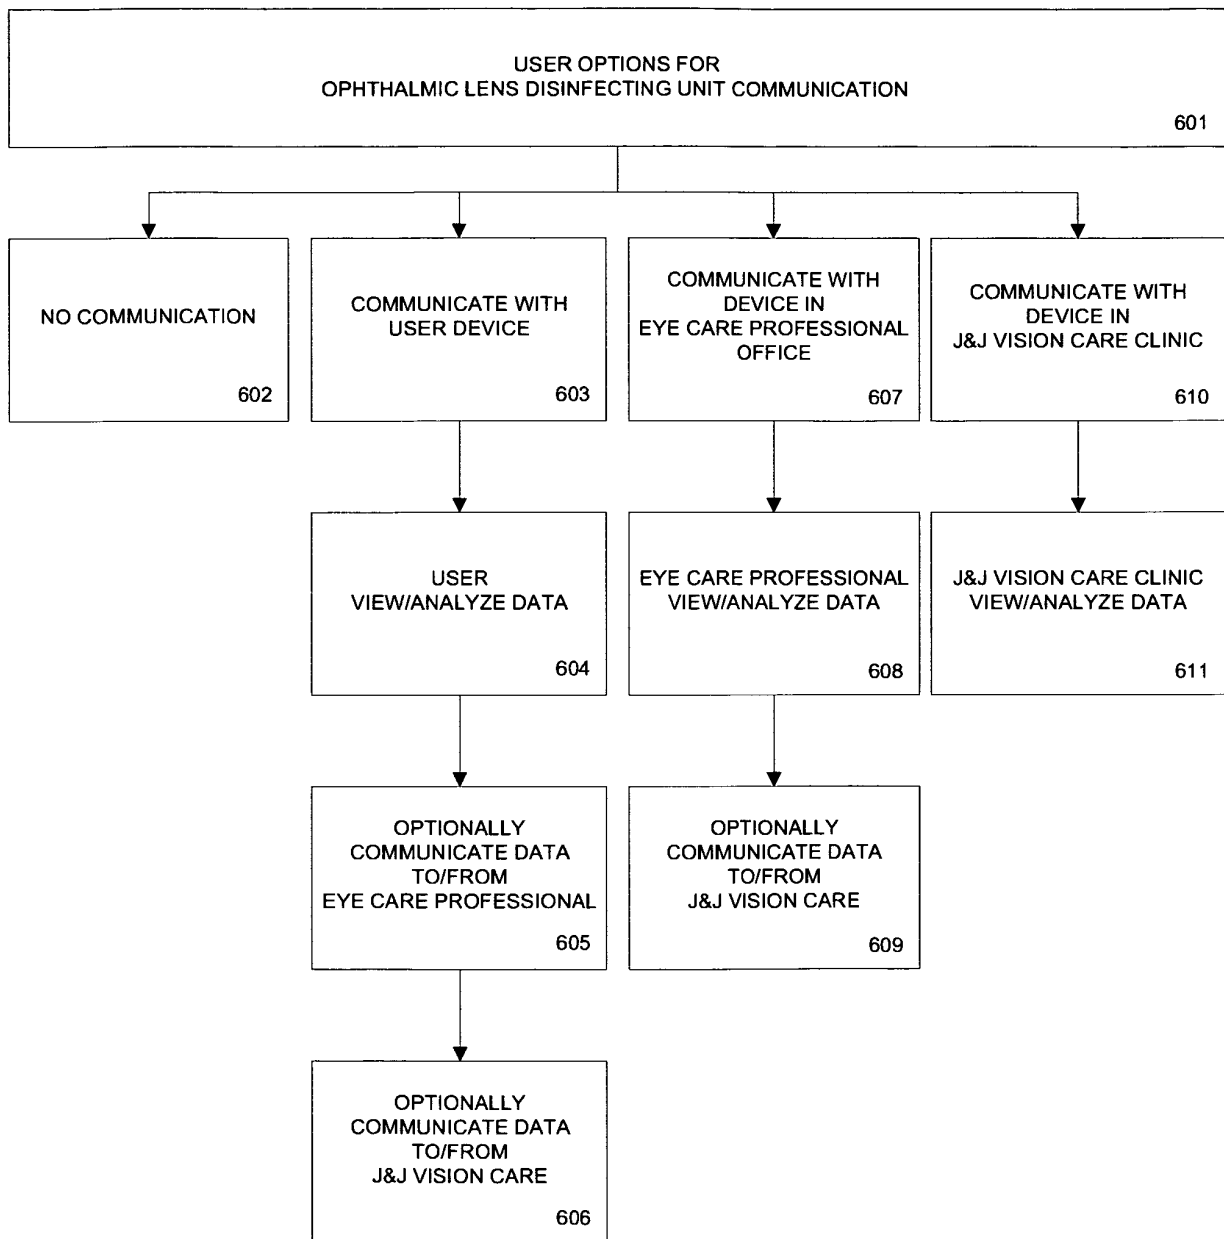 USER OPTIONS FOR
OPHTHALMIC LENS DISINFECTING UNIT COMMUNICATION
601
NO COMMUNICATION
602
COMMUNICATE WITH
USER DEVICE
603
COMMUNICATE WITH
DEVICE IN
EYE CARE PROFESSIONAL
OFFICE
607
COMMUNICATE WITH
DEVICE IN
J&J VISION CARE CLINIC
610
USER
VIEW/ANALYZE DATA
604
EYE CARE PROFESSIONAL
VIEW/ANALYZE DATA
608
J&J VISION CARE CLINIC
VIEW/ANALYZE DATA
611
OPTIONALLY
COMMUNICATE DATA
TO/FROM
EYE CARE PROFESSIONAL
605
OPTIONALLY
COMMUNICATE DATA
TO/FROM
J&J VISION CARE
609
OPTIONALLY
COMMUNICATE DATA
TO/FROM
J&J VISION CARE
606